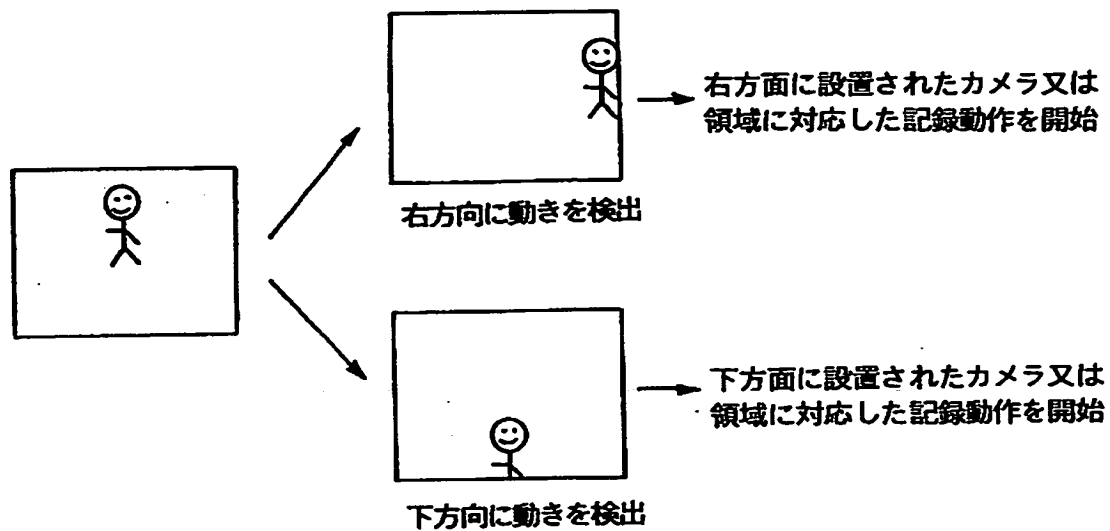 右方面に設置されたカメラ又は
領域に対応した記録動作を開始
右方向に動きを検出
下方面に設置されたカメラ又は
領域に対応した記録動作を開始
下方向に動きを検出